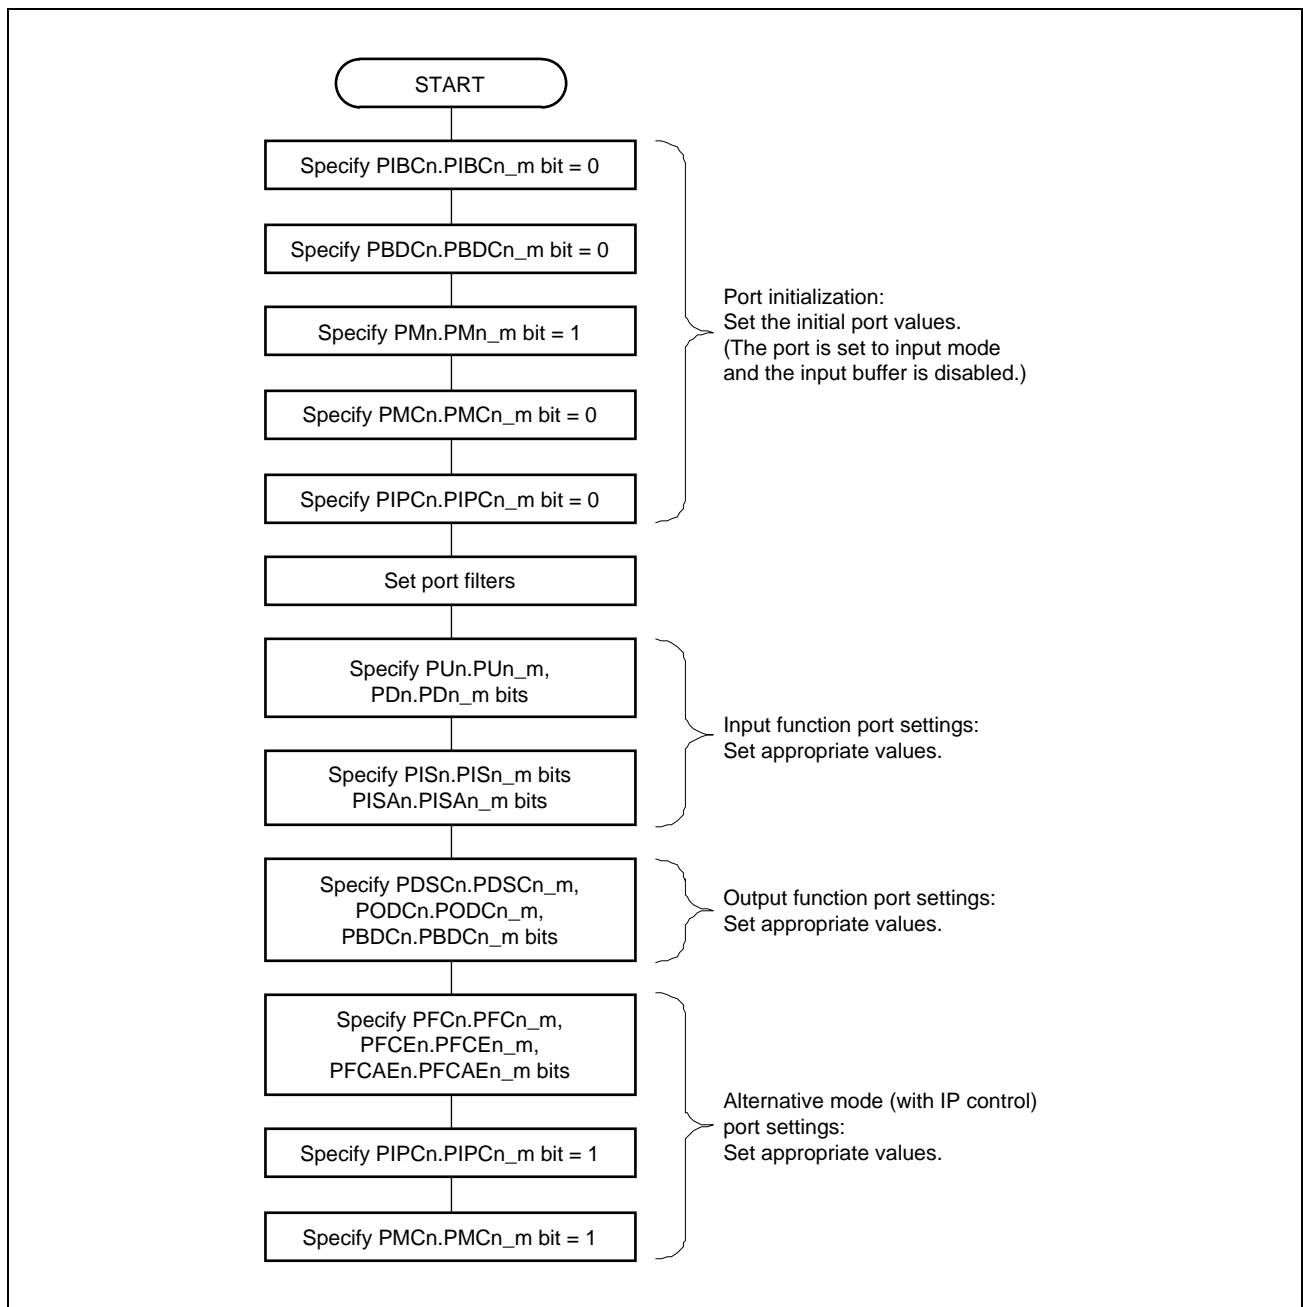 START
Specify PIBCn.PIBCn_m bit = 0
Specify PBDCn.PBDCn_m bit = 0
Specify PMn.PMn_m bit = 1
Specify PMCn.PMCn_m bit = 0
Specify PIPCn.PIPCn_m bit = 0
Port initialization:
Set the initial port values.
(The port is set to input mode
and the input buffer is disabled.)
Set port filters
Specify PUn.PUn_m,
PDn.PDn_m bits
Specify PISn.PISn_m bits
PISAn.PISAn_m bits
Input function port settings:
Set appropriate values.
Specify PDSCn.PDSCn_m,
PODCn.PODCn_m,
PBDCn.PBDCn_m bits
Output function port settings:
Set appropriate values.
Specify PFCn.PFCn_m,
PFCEn.PFCEn_m,
PFCAEn.PFCAEn_m bits
Specify PIPCn.PIPCn_m bit = 1
Specify PMCn.PMCn_m bit = 1
Alternative mode (with IP control)
port settings:
Set appropriate values.